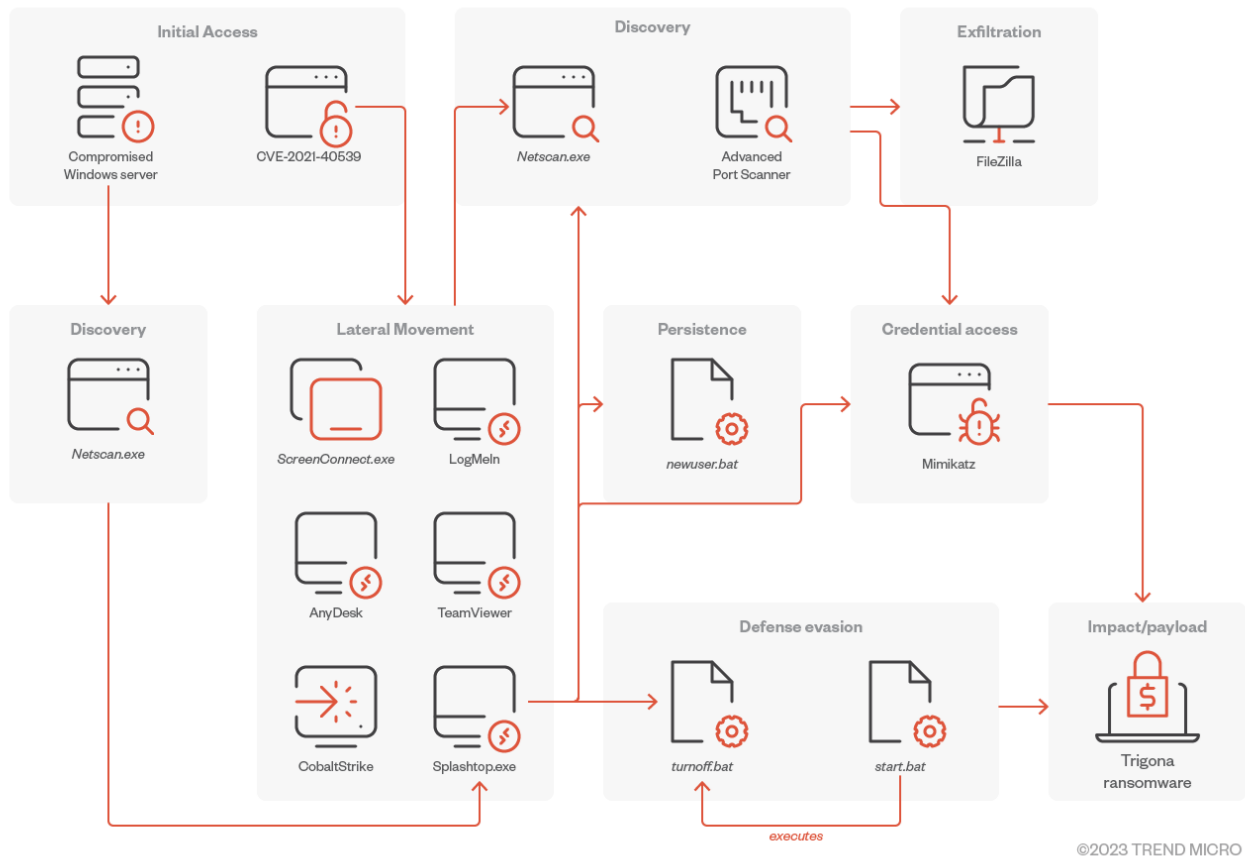 Initial Access
Compromised
Windows server
CVE-2021-40539
Discovery
Netscan.exe
Advanced
Port Scanner
Exfiltration
FileZilla
Discovery
Netscan.exe
Lateral Movement
ScreenConnect.exe
LogMeIn
AnyDesk
TeamViewer
CobaltStrike
Splashtop.exe
Persistence
newuser.bat
Credential access
Mimikatz
Defense evasion
turnoff.bat
start.bat
executes
Impact/payload
$
Trigona
ransomware
©2023 TREND MICRO